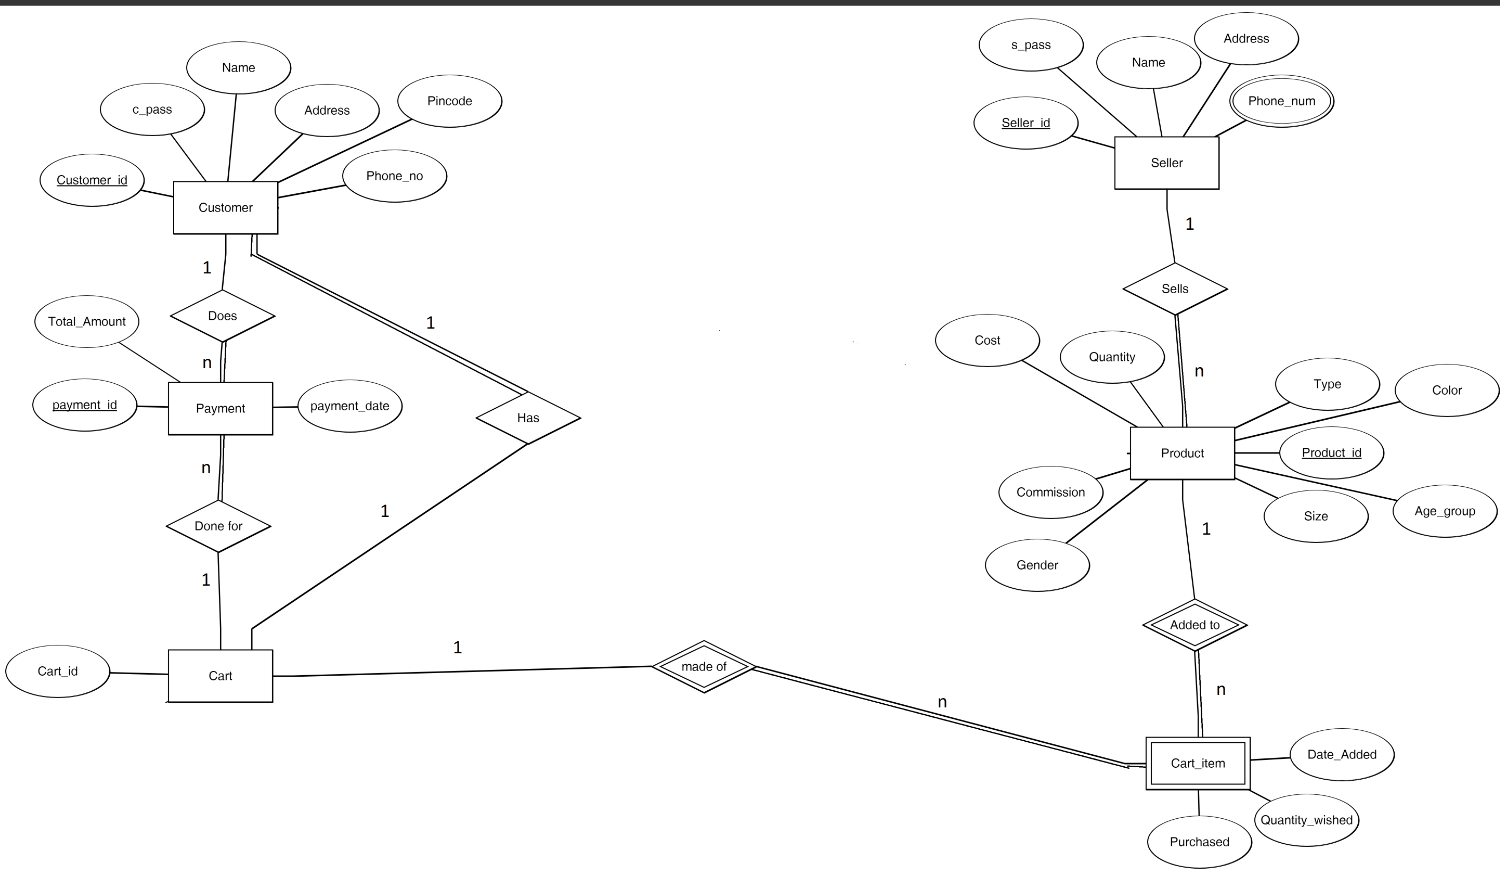 Name
c_pass
Address
Pincode
Customer_id
Phone_no
Customer
1
Does
Total_Amount
n
payment_id
Payment
payment_date
n
Done for
1
1
Has
1
Cart_id
Cart
1
made of
n
s_pass
Name
Address
Seller_id
Phone_num
Seller
1
Sells
Cost
Quantity
n
Type
Color
Product
Product_id
Commission
Size
Age_group
Gender
1
Added to
n
Cart_item
Date_Added
Quantity_wished
Purchased